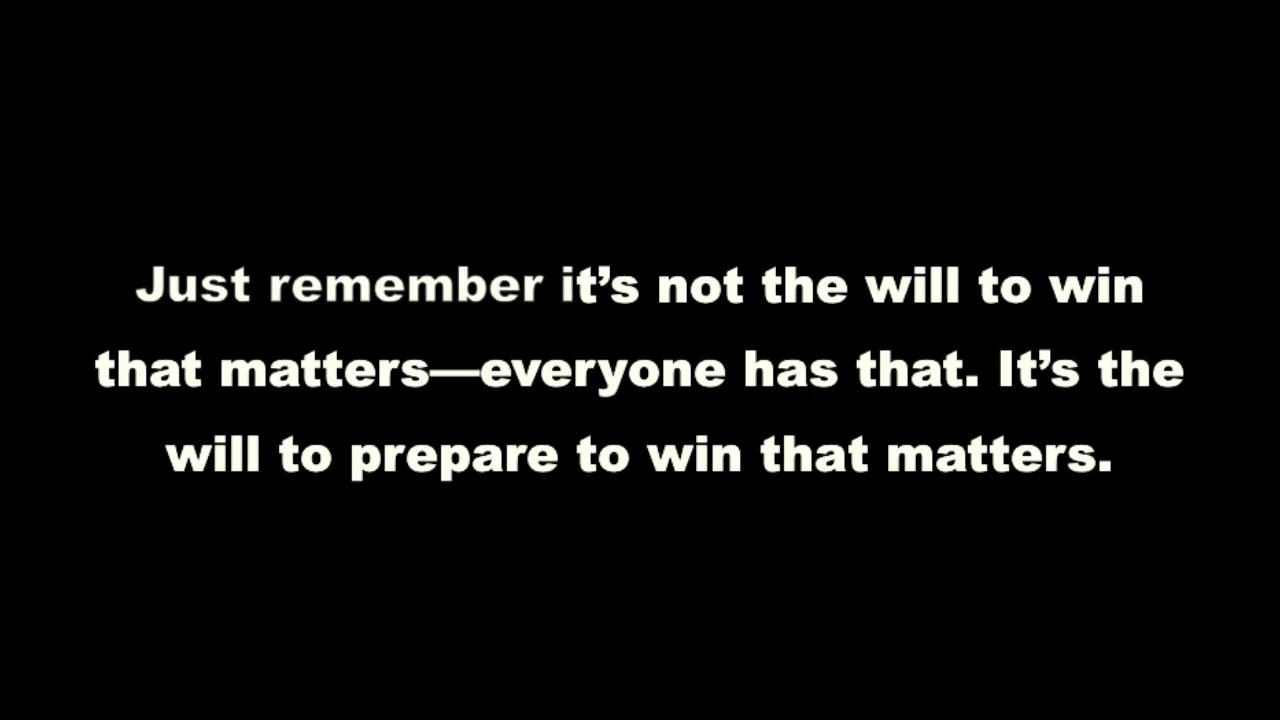 Just remember it’s not the will to win
that matters—everyone has that. It’s the
will to prepare to win that matters.